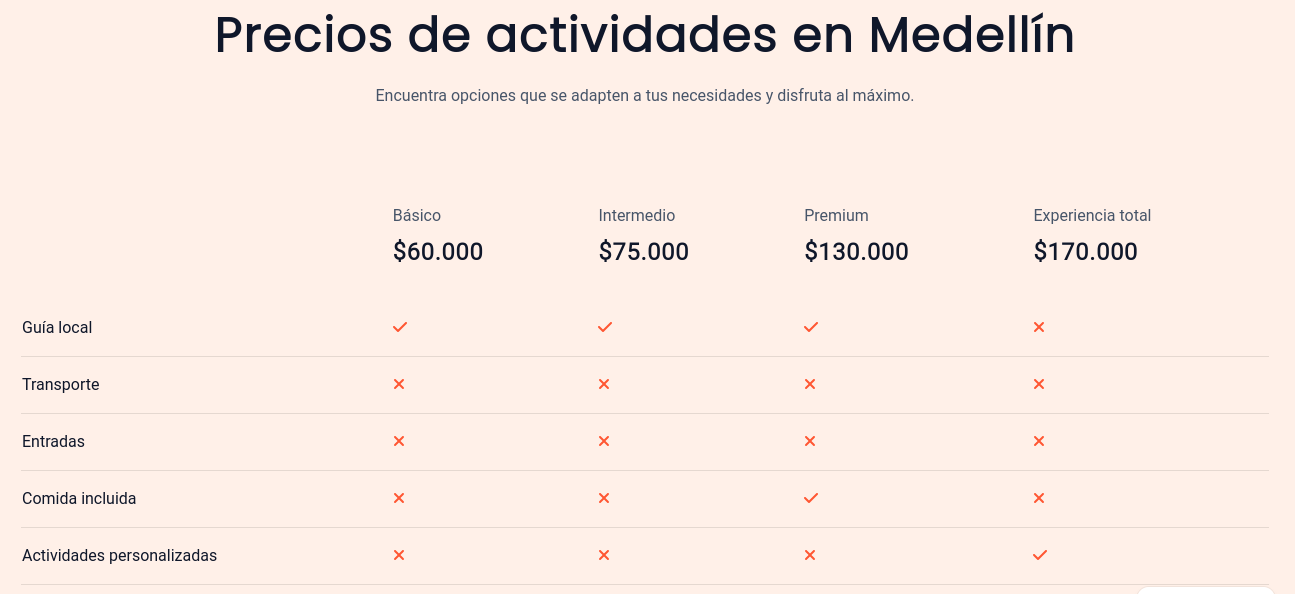 Precios de actividades en Medellín
Encuentra opciones que se adapten a tus necesidades y disfruta al máximo.
Básico Intermedio Premium Experiencia total
$60.000 $75.000 $130.000 $170.000
Guía local
Transporte
Entradas
Comida incluida
Actividades personalizadas